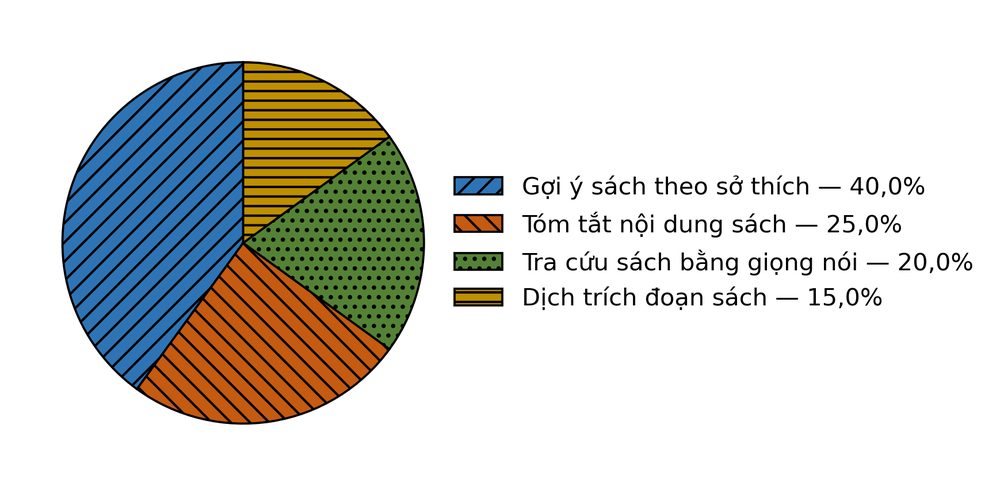 Gợi ý sách theo sở thích — 40,0%
Tóm tắt nội dung sách — 25,0%
Tra cứu sách bằng giọng nói — 20,0%
Dịch trích đoạn sách — 15,0%